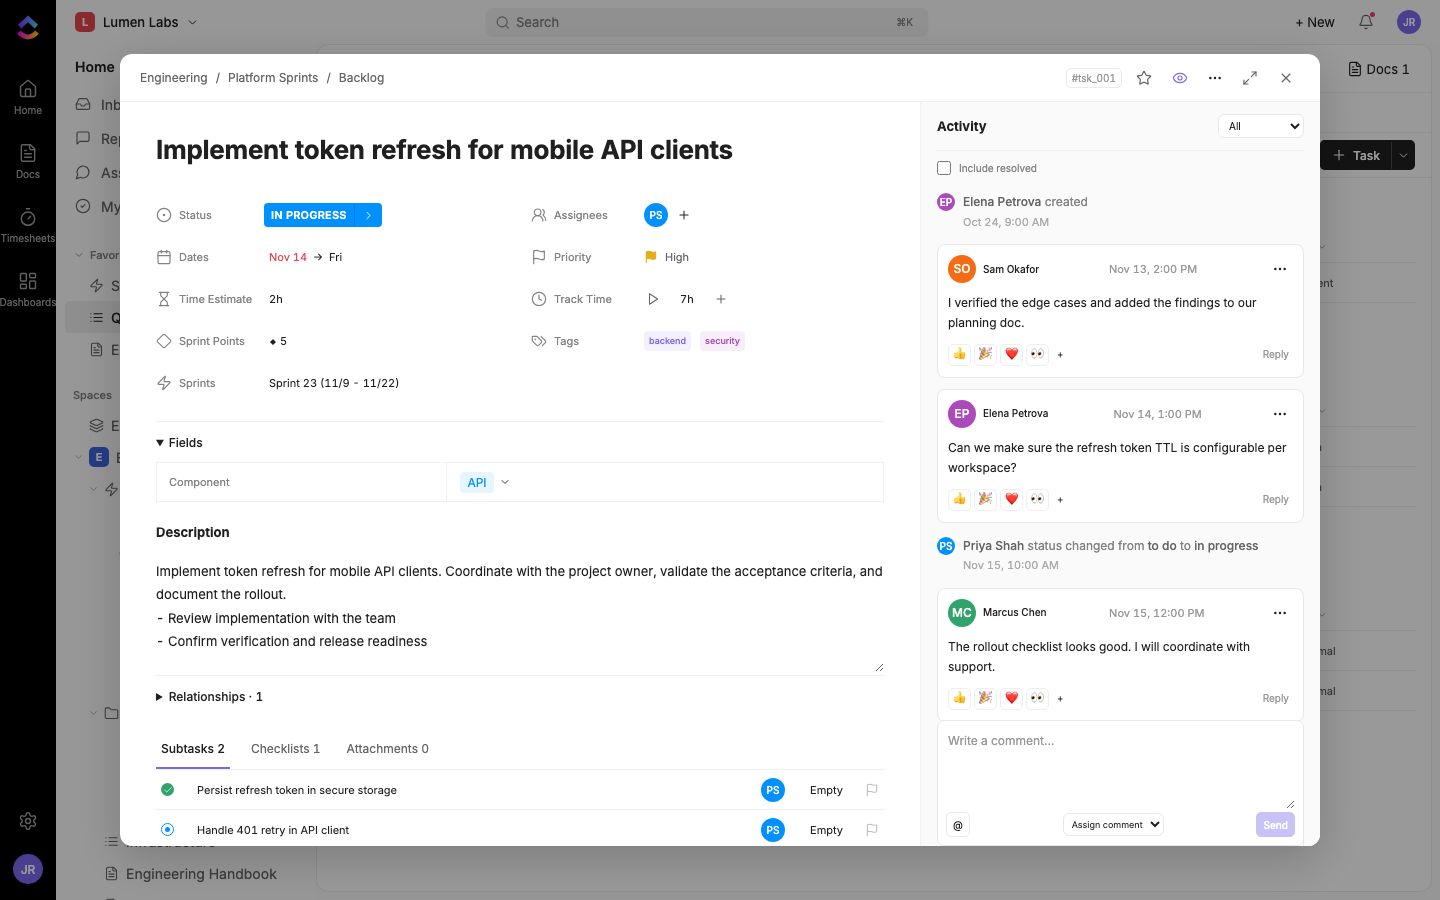 L Lumen Labs
Search ⌘K
+ New
JR
Home
Docs
Timesheets
Dashboards
JR
Home
Inb
Rep
Ass
My
Favor
S
Q
E
Spaces
E
E E
Infrastructure
Engineering Handbook
Docs 1
Task
Engineering / Platform Sprints / Backlog
#tsk_001
Implement token refresh for mobile API clients
Status IN PROGRESS
Assignees PS +
Dates Nov 14 → Fri
Priority High
Time Estimate 2h
Track Time 7h +
Sprint Points 5
Tags backend security
Sprints Sprint 23 (11/9 - 11/22)
Fields
Component API
Description
Implement token refresh for mobile API clients. Coordinate with the project owner, validate the acceptance criteria, and
document the rollout.
- Review implementation with the team
- Confirm verification and release readiness
Relationships · 1
Subtasks 2 Checklists 1 Attachments 0
Persist refresh token in secure storage PS Empty
Handle 401 retry in API client PS Empty
Activity All
Include resolved
EP Elena Petrova created
Oct 24, 9:00 AM
SO Sam Okafor Nov 13, 2:00 PM
I verified the edge cases and added the findings to our
planning doc.
+ Reply
EP Elena Petrova Nov 14, 1:00 PM
Can we make sure the refresh token TTL is configurable per
workspace?
+ Reply
PS Priya Shah status changed from to do to in progress
Nov 15, 10:00 AM
MC Marcus Chen Nov 15, 12:00 PM
The rollout checklist looks good. I will coordinate with
support.
+ Reply
Write a comment...
@ Assign comment Send
ent
mal
mal